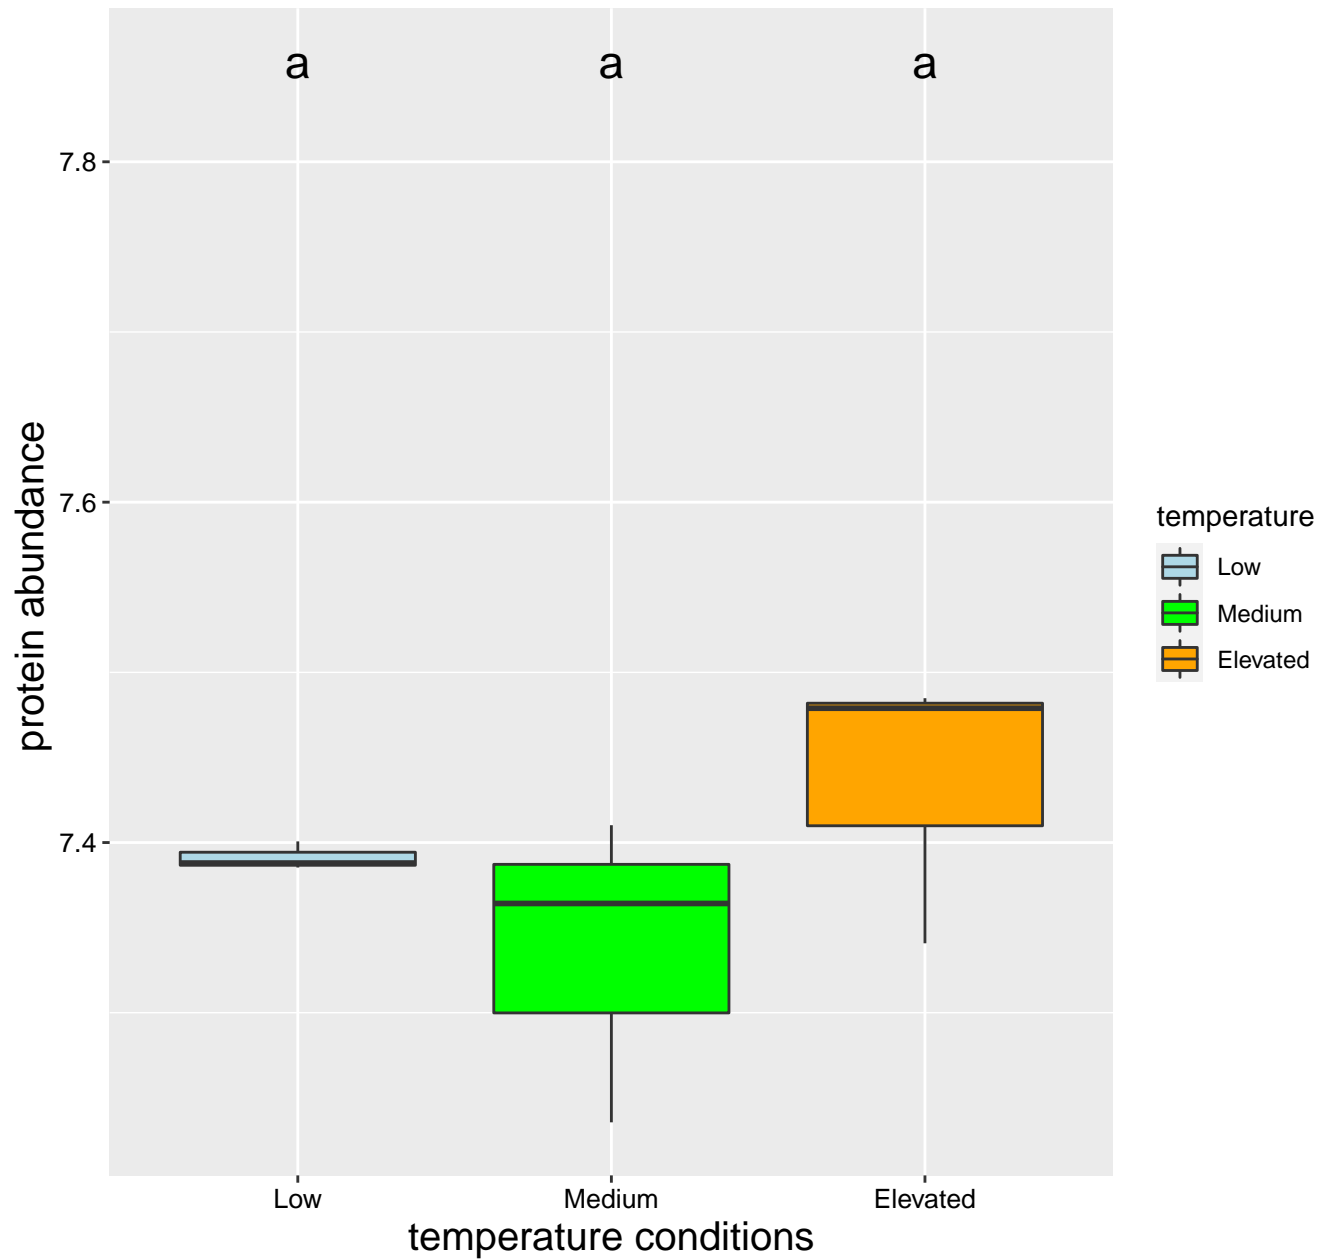 a a a
7.8
7.6
7.4
protein abundance
Low Medium Elevated
temperature conditions
temperature
Low
Medium
Elevated